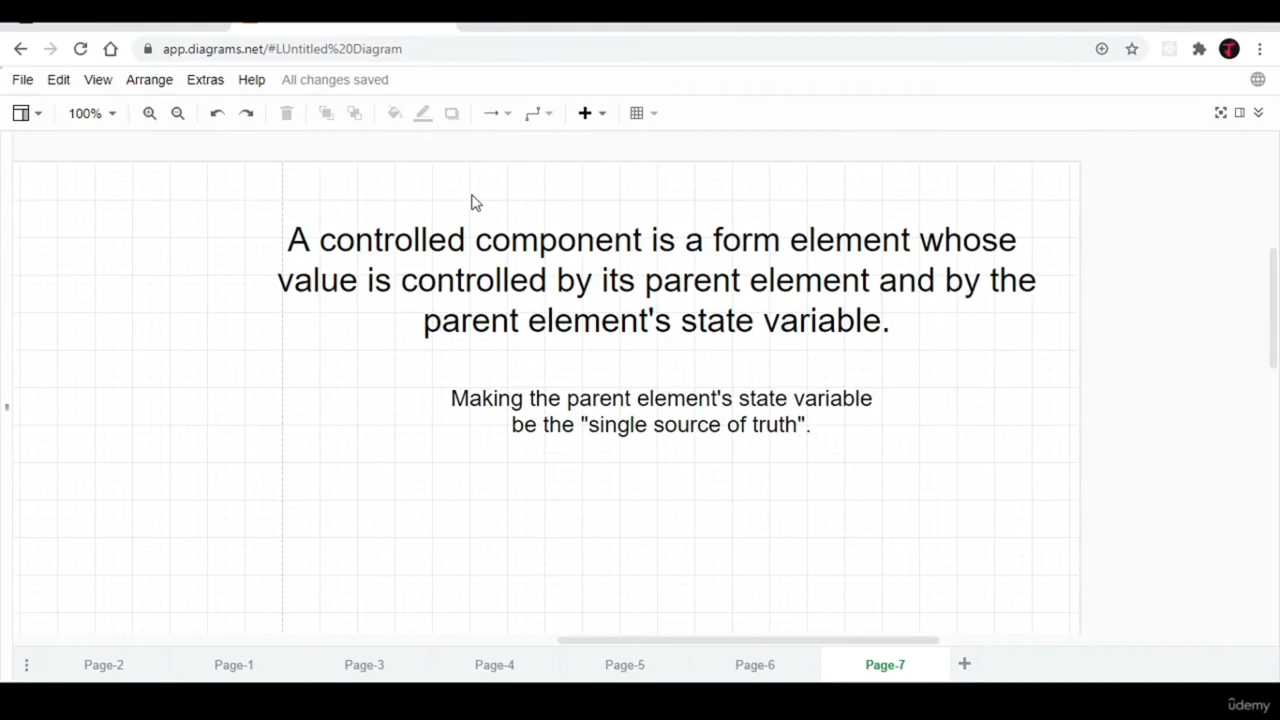 app.diagrams.net/#LUntitled%20Diagram
File Edit View Arrange Extras Help All changes saved
100%
A controlled component is a form element whose
value is controlled by its parent element and by the
parent element's state variable.
Making the parent element's state variable
be the "single source of truth".
Page-2 Page-1 Page-3 Page-4 Page-5 Page-6 Page-7
ûdemy